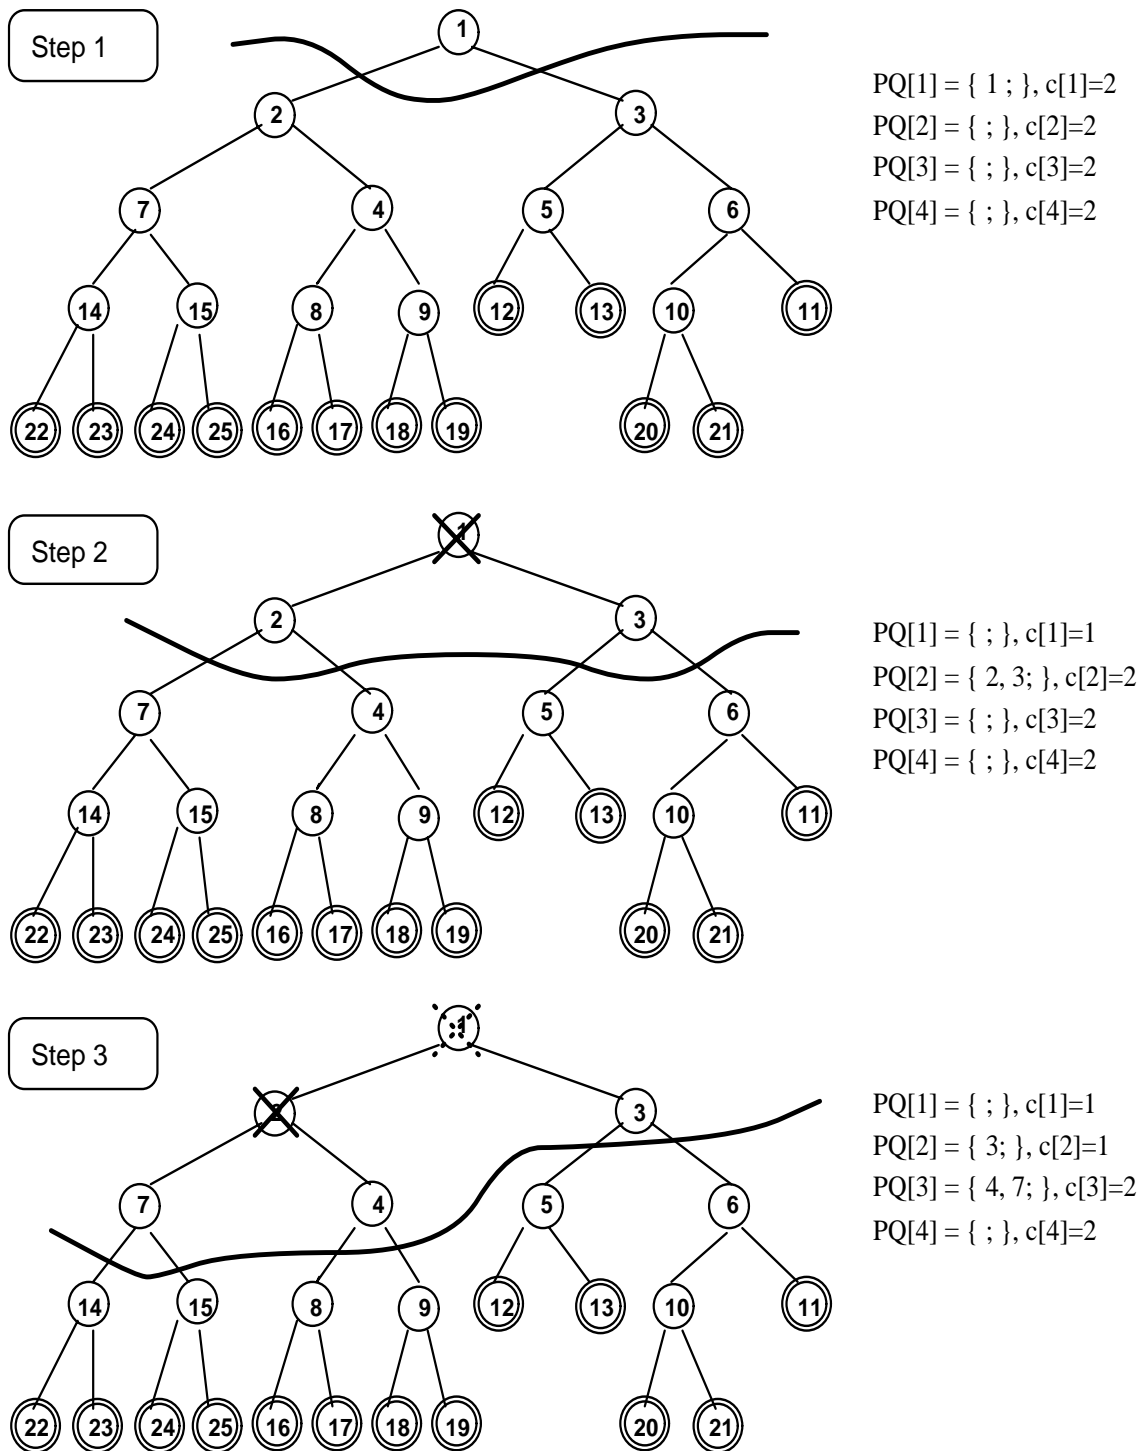 Step 1
1
2 3
7 4 5 6
14 15 8 9 12 13 10 11
22 23 24 25 16 17 18 19 20 21
PQ[1] = { 1 ; }, c[1]=2
PQ[2] = { ; }, c[2]=2
PQ[3] = { ; }, c[3]=2
PQ[4] = { ; }, c[4]=2
Step 2
1
2 3
7 4 5 6
14 15 8 9 12 13 10 11
22 23 24 25 16 17 18 19 20 21
PQ[1] = { ; }, c[1]=1
PQ[2] = { 2, 3; }, c[2]=2
PQ[3] = { ; }, c[3]=2
PQ[4] = { ; }, c[4]=2
Step 3
1
2 3
7 4 5 6
14 15 8 9 12 13 10 11
22 23 24 25 16 17 18 19 20 21
PQ[1] = { ; }, c[1]=1
PQ[2] = { 3; }, c[2]=1
PQ[3] = { 4, 7; }, c[3]=2
PQ[4] = { ; }, c[4]=2